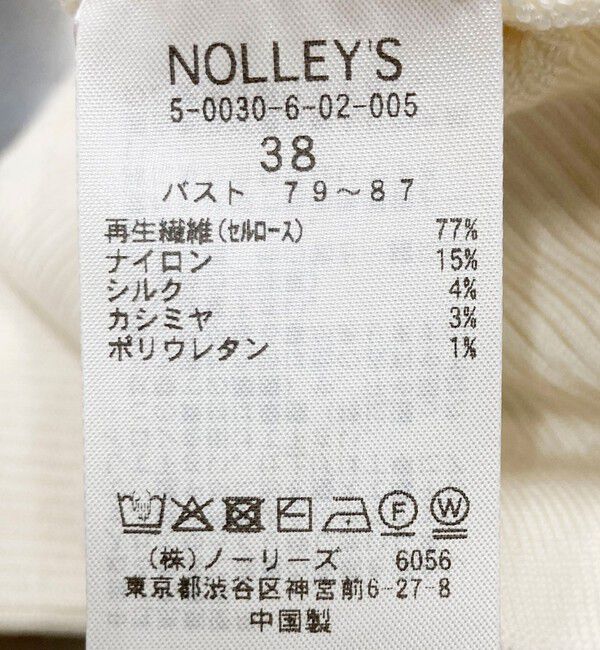 NOLLEY'S
5-0030-6-02-005
38
バスト 79〜87
再生繊維(セルロース) 77%
ナイロン 15%
シルク 4%
カシミヤ 3%
ポリウレタン 1%
F W
(株)ノーリーズ 6056
東京都渋谷区神宮前6-27-8
中国製